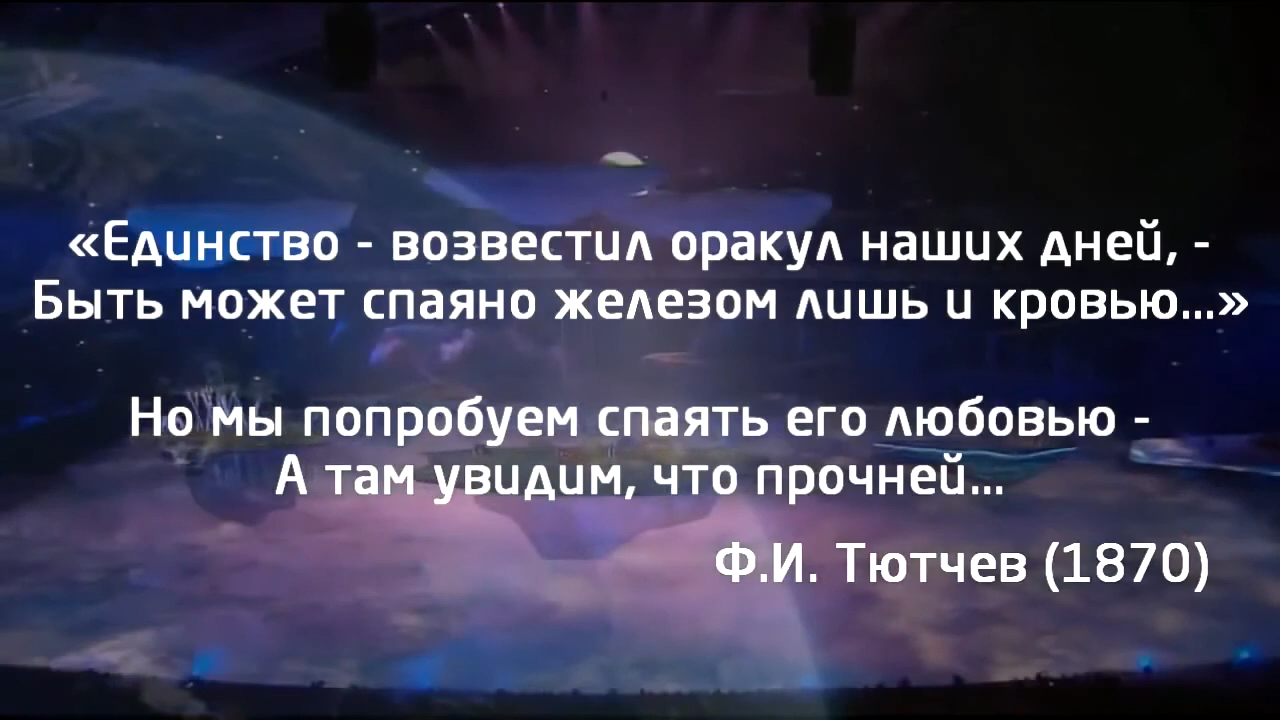 «Единство - возвестил оракул наших дней, -
Быть может спаяно железом лишь и кровью...»
Но мы попробуем спаять его любовью -
А там увидим, что прочней...
Ф.И. Тютчев (1870)